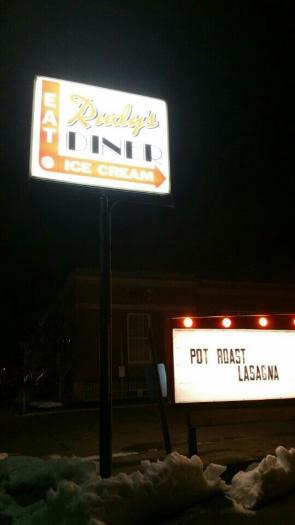 EAT
Rudy's
DINER
ICE CREAM
POT ROAST
LASAGNA